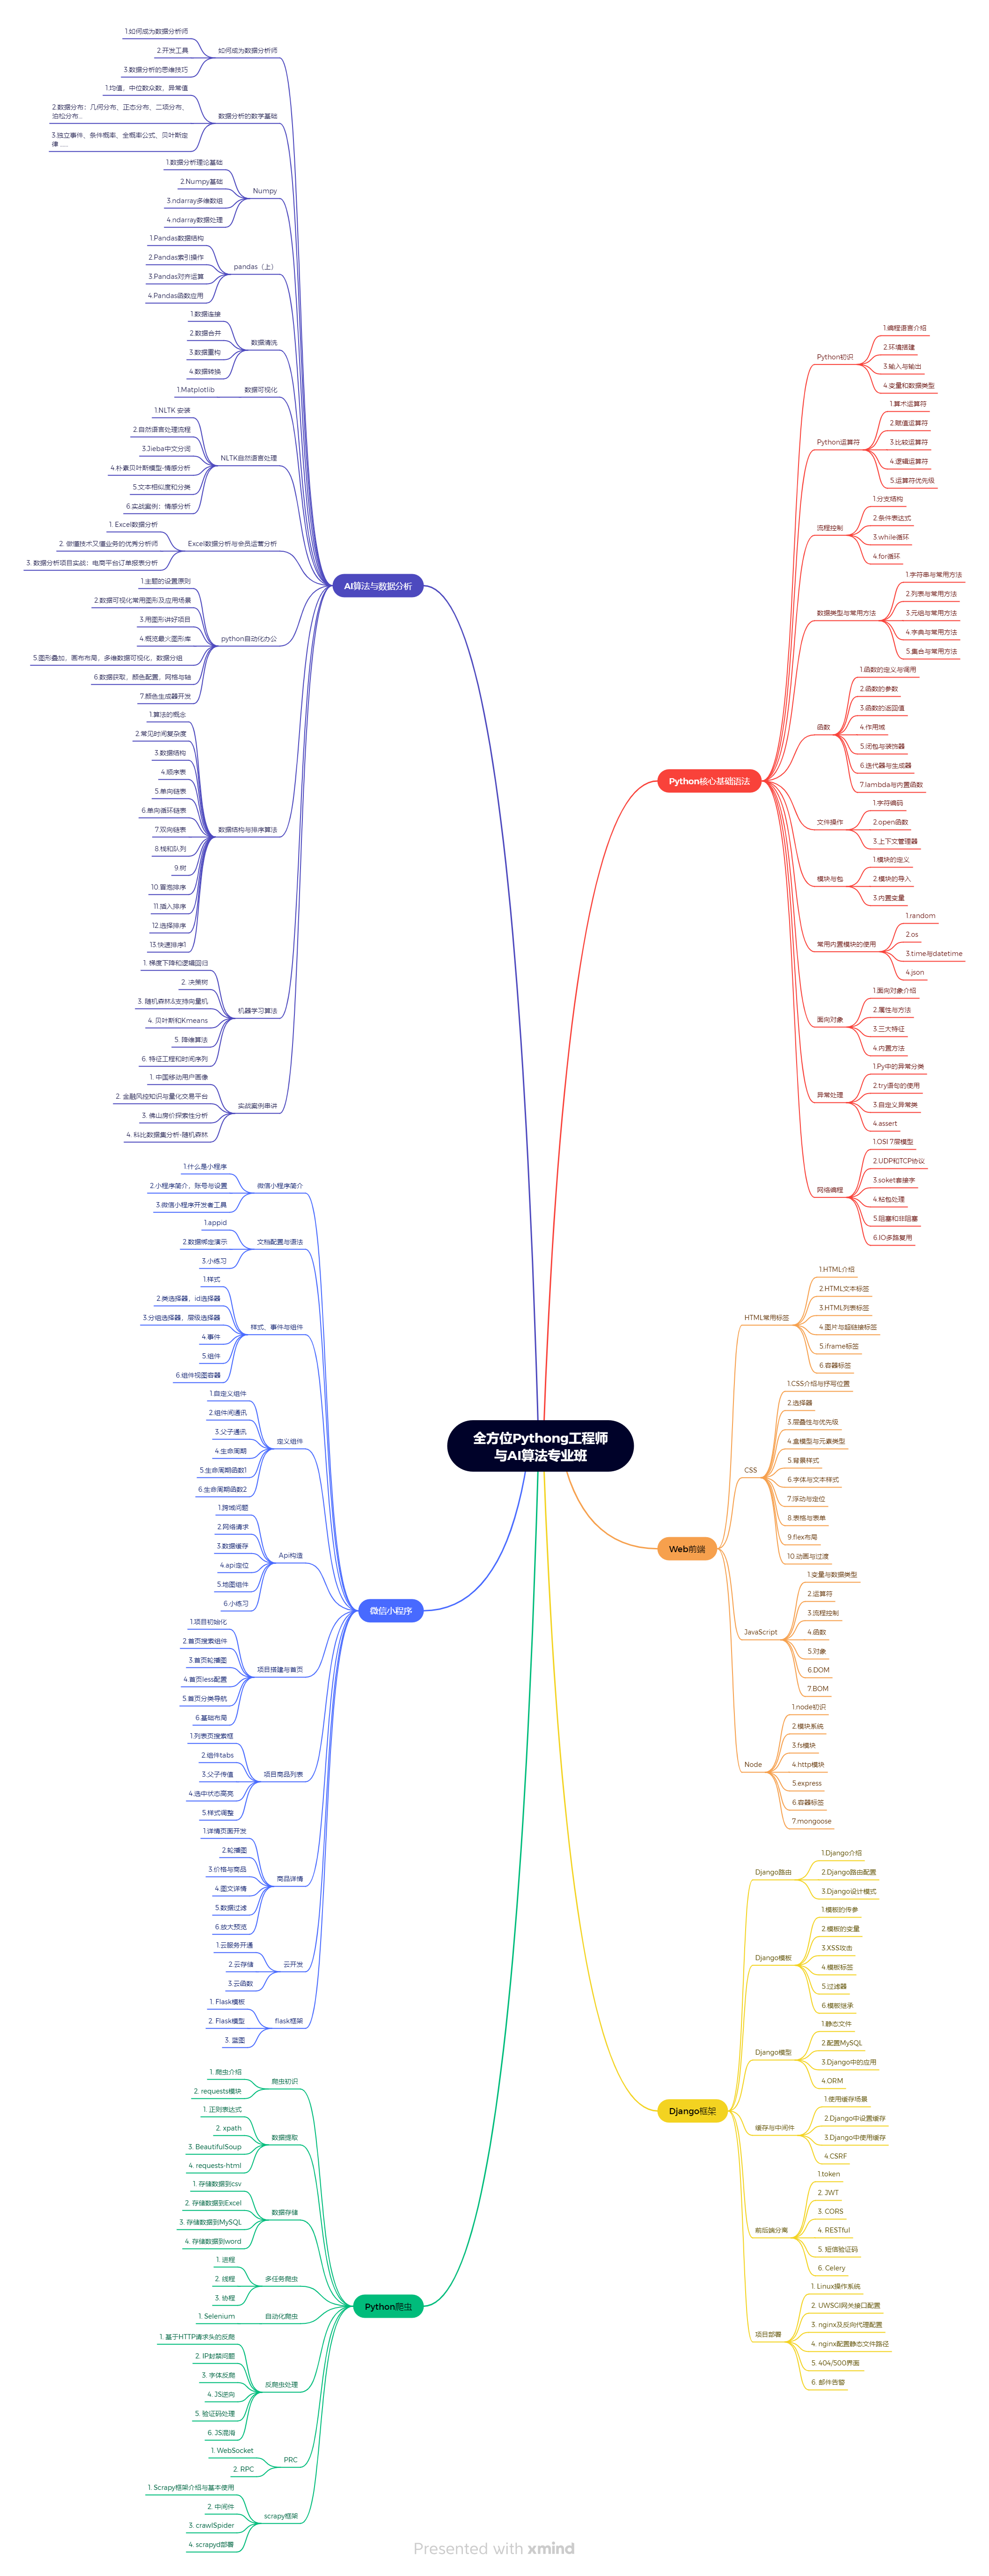 全方位Pythong工程师
与AI算法专业班
Python核心基础语法
Python初识
1.编程语言介绍
2.环境搭建
3.输入与输出
4.变量和数据类型
Python运算符
1.算术运算符
2.赋值运算符
3.比较运算符
4.逻辑运算符
5.运算符优先级
流程控制
1.分支结构
2.条件表达式
3.while循环
4.for循环
数据类型与常用方法
1.字符串与常用方法
2.列表与常用方法
3.元组与常用方法
4.字典与常用方法
5.集合与常用方法
函数
1.函数的定义与调用
2.函数的参数
3.函数的返回值
4.作用域
5.闭包与装饰器
6.迭代器与生成器
7.lambda与内置函数
文件操作
1.字符编码
2.open函数
3.上下文管理器
模块与包
1.模块的定义
2.模块的导入
3.内置变量
常用内置模块的使用
1.random
2.os
3.time与datetime
4.json
面向对象
1.面向对象介绍
2.属性与方法
3.三大特征
4.内置方法
异常处理
1.Py中的异常分类
2.try语句的使用
3.自定义异常类
4.assert
网络编程
1.OSI 7层模型
2.UDP和TCP协议
3.soket套接字
4.粘包处理
5.阻塞和非阻塞
6.IO多路复用
Web前端
HTML常用标签
1.HTML介绍
2.HTML文本标签
3.HTML列表标签
4.图片与超链接标签
5.iframe标签
6.容器标签
CSS
1.CSS介绍与抒写位置
2.选择器
3.层叠性与优先级
4.盒模型与元素类型
5.背景样式
6.字体与文本样式
7.浮动与定位
8.表格与表单
9.flex布局
10.动画与过渡
JavaScript
1.变量与数据类型
2.运算符
3.流程控制
4.函数
5.对象
6.DOM
7.BOM
Node
1.node初识
2.模块系统
3.fs模块
4.http模块
5.express
6.容器标签
7.mongoose
Django框架
Django路由
1.Django介绍
2.Django路由配置
3.Django设计模式
Django模板
1.模板的传参
2.模板的变量
3.XSS攻击
4.模板标签
5.过滤器
6.模板继承
Django模型
1.静态文件
2.配置MySQL
3.Django中的应用
4.ORM
缓存与中间件
1.使用缓存场景
2.Django中设置缓存
3.Django中使用缓存
4.CSRF
前后端分离
1.token
2. JWT
3. CORS
4. RESTful
5. 短信验证码
6. Celery
项目部署
1. Linux操作系统
2. UWSGI网关接口配置
3. nginx及反向代理配置
4. nginx配置静态文件路径
5. 404/500界面
6. 邮件告警
AI算法与数据分析
如何成为数据分析师
1.如何成为数据分析师
2.开发工具
3.数据分析的思维技巧
数据分析的数学基础
1.均值，中位数众数，异常值
2.数据分布：几何分布、正态分布、二项分布、
泊松分布...
3.独立事件、条件概率、全概率公式、贝叶斯定
律 ......
Numpy
1.数据分析理论基础
2.Numpy基础
3.ndarray多维数组
4.ndarray数据处理
pandas（上）
1.Pandas数据结构
2.Pandas索引操作
3.Pandas对齐运算
4.Pandas函数应用
数据清洗
1.数据连接
2.数据合并
3.数据重构
4.数据转换
数据可视化
1.Matplotlib
NLTK自然语言处理
1.NLTK 安装
2.自然语言处理流程
3.Jieba中文分词
4.朴素贝叶斯模型-情感分析
5.文本相似度和分类
6.实战案例：情感分析
Excel数据分析与会员运营分析
1. Excel数据分析
2. 做懂技术又懂业务的优秀分析师
3. 数据分析项目实战：电商平台订单报表分析
python自动化办公
1.主题的设置原则
2.数据可视化常用图形及应用场景
3.用图形讲好项目
4.概览最大图形库
5.图形叠加，画布布局，多维数据可视化，数据分组
6.数据获取，颜色配置，网格与轴
7.颜色生成器开发
数据结构与排序算法
1.算法的概念
2.常见时间复杂度
3.数据结构
4.顺序表
5.单向链表
6.单向循环链表
7.双向链表
8.栈和队列
9.树
10.冒泡排序
11.插入排序
12.选择排序
13.快速排序1
机器学习算法
1. 梯度下降和逻辑回归
2. 决策树
3. 随机森林&支持向量机
4. 贝叶斯和Kmeans
5. 降维算法
6. 特征工程和时间序列
实战案例串讲
1. 中国移动用户画像
2. 金融风控知识与量化交易平台
3. 佛山房价探索性分析
4. 科比数据集分析-随机森林
微信小程序
微信小程序简介
1.什么是小程序
2.小程序简介，账号与设置
3.微信小程序开发者工具
文档配置与语法
1.appid
2.数据绑定演示
3.小练习
样式，事件与组件
1.样式
2.类选择器，id选择器
3.分组选择器，层级选择器
4.事件
5.组件
6.组件视图容器
定义组件
1.自定义组件
2.组件间通讯
3.父子通讯
4.生命周期
5.生命周期函数1
6.生命周期函数2
Api构造
1.跨域问题
2.网络请求
3.数据缓存
4.api定位
5.地图组件
6.小练习
项目搭建与首页
1.项目初始化
2.首页搜索组件
3.首页轮播图
4.首页less配置
5.首页分类导航
6.基础布局
项目商品列表
1.列表页搜索框
2.组件tabs
3.父子传值
4.选中状态高亮
5.样式调整
商品详情
1.详情页面开发
2.轮播图
3.价格与商品
4.图文详情
5.数据过滤
6.放大预览
云开发
1.云服务开通
2.云存储
3.云函数
flask框架
1. Flask模板
2. Flask模型
3. 蓝图
Python爬虫
爬虫初识
1. 爬虫介绍
2. requests模块
数据提取
1. 正则表达式
2. xpath
3. BeautifulSoup
4. requests-html
数据存储
1. 存储数据到csv
2. 存储数据到Excel
3. 存储数据到MySQL
4. 存储数据到word
多任务爬虫
1. 进程
2. 线程
3. 协程
自动化爬虫
1. Selenium
反爬虫处理
1. 基于HTTP请求头的反爬
2. IP封禁问题
3. 字体反爬
4. JS逆向
5. 验证码处理
6. JS混淆
PRC
1. WebSocket
2. RPC
scrapy框架
1. Scrapy框架介绍与基本使用
2. 中间件
3. crawlSpider
4. scrapyd部署
Presented with xmind